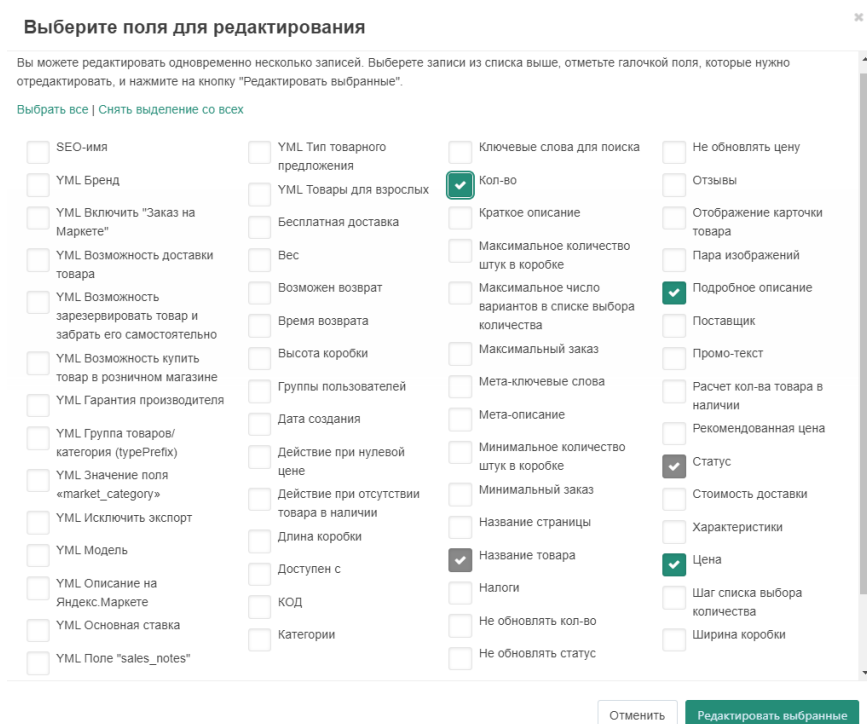 Выберите поля для редактирования
Вы можете редактировать одновременно несколько записей. Выберете записи из списка выше, отметьте галочкой поля, которые нужно
отредактировать, и нажмите на кнопку "Редактировать выбранные".
Выбрать все | Снять выделение со всех
SEO-имя
YML Бренд
YML Включить "Заказ на
Маркете"
YML Возможность доставки
товара
YML Возможность
зарезервировать товар и
забрать его самостоятельно
YML Возможность купить
товар в розничном магазине
YML Гарантия производителя
YML Группа товаров/
категория (typePrefix)
YML Значение поля
«market_category»
YML Исключить экспорт
YML Модель
YML Описание на
Яндекс.Маркете
YML Основная ставка
YML Поле "sales_notes"
YML Тип товарного
предложения
YML Товары для взрослых
Бесплатная доставка
Вес
Возможен возврат
Время возврата
Высота коробки
Группы пользователей
Дата создания
Действие при нулевой
цене
Действие при отсутствии
товара в наличии
Длина коробки
Доступен с
КОД
Категории
Ключевые слова для поиска
Кол-во
Краткое описание
Максимальное количество
штук в коробке
Максимальное число
вариантов в списке выбора
количества
Максимальный заказ
Мета-ключевые слова
Мета-описание
Минимальное количество
штук в коробке
Минимальный заказ
Название страницы
Название товара
Налоги
Не обновлять кол-во
Не обновлять статус
Не обновлять цену
Отзывы
Отображение карточки
товара
Пара изображений
Подробное описание
Поставщик
Промо-текст
Расчет кол-ва товара в
наличии
Рекомендованная цена
Статус
Стоимость доставки
Характеристики
Цена
Шаг списка выбора
количества
Ширина коробки
Отменить
Редактировать выбранные